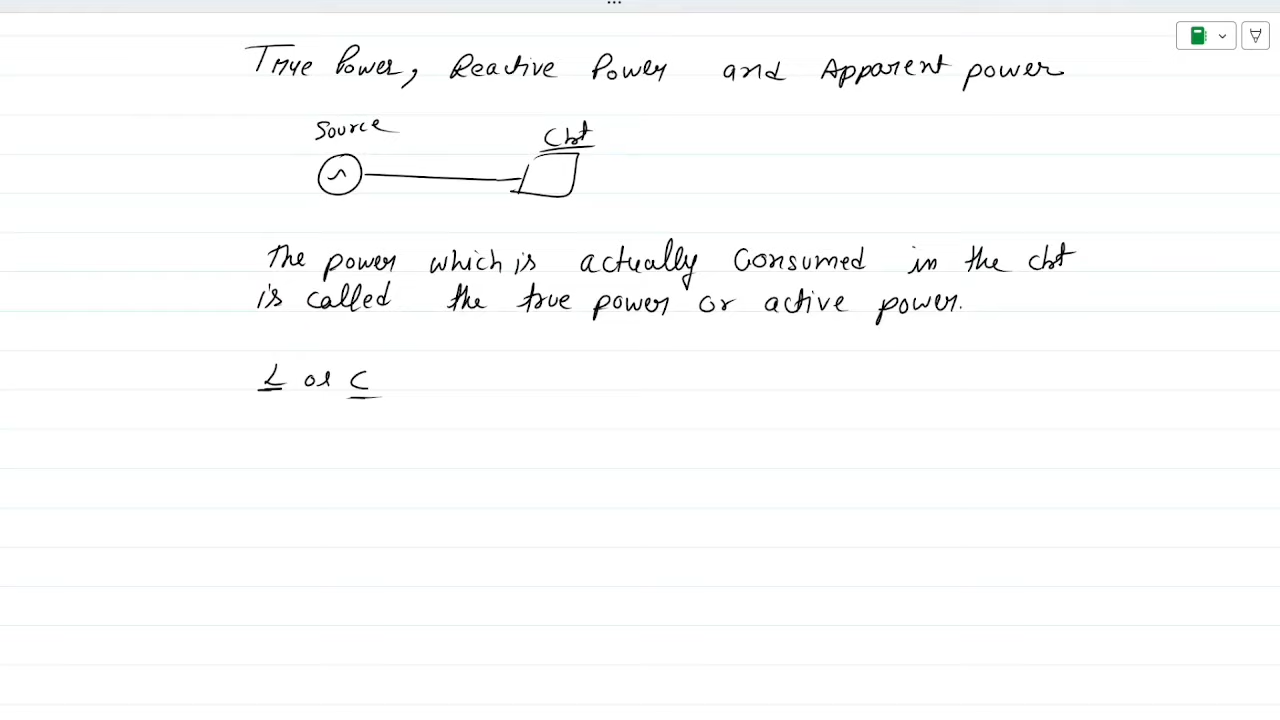 True Power, Reactive Power and Apparent power
Source
Ckt
The power which is actually Consumed in the ckt
is called the true power or active power.
L or C